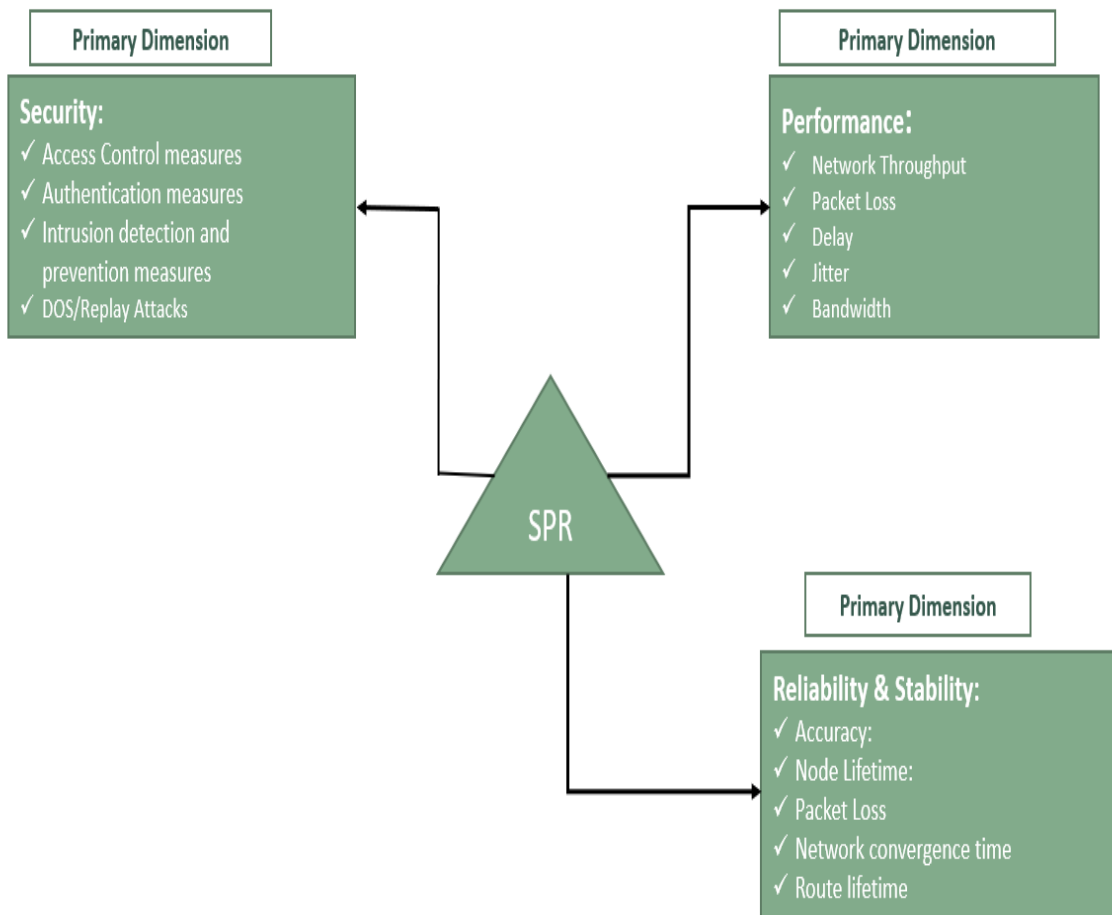 Primary Dimension
Security:
✓ Access Control measures
✓ Authentication measures
✓ Intrusion detection and
prevention measures
✓ DOS/Replay Attacks
Primary Dimension
Performance:
✓ Network Throughput
✓ Packet Loss
✓ Delay
✓ Jitter
✓ Bandwidth
SPR
Primary Dimension
Reliability & Stability:
✓ Accuracy:
✓ Node Lifetime:
✓ Packet Loss
✓ Network convergence time
✓ Route lifetime